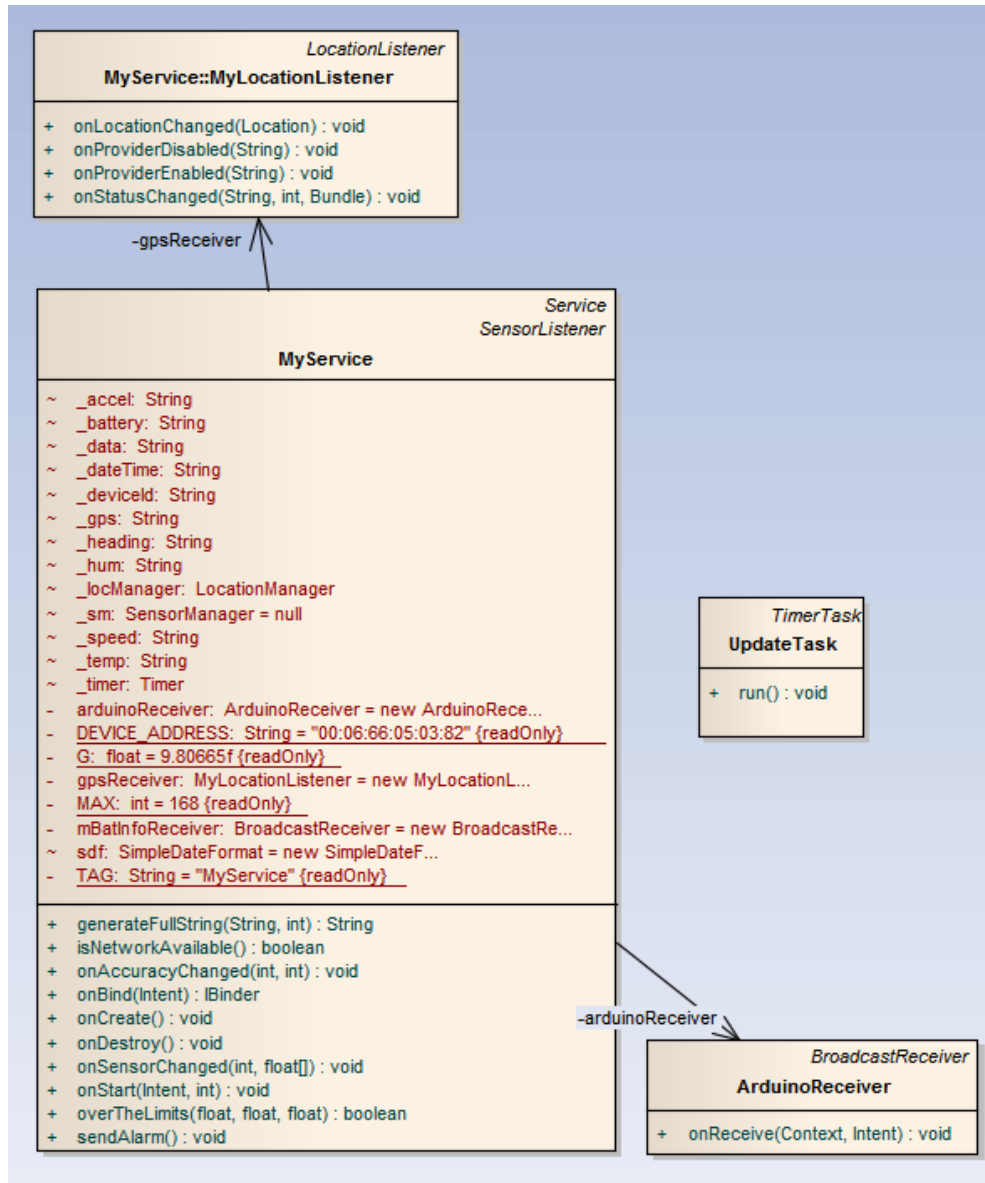 LocationListener
MyService::MyLocationListener
+ onLocationChanged(Location) : void
+ onProviderDisabled(String) : void
+ onProviderEnabled(String) : void
+ onStatusChanged(String, int, Bundle) : void
-gpsReceiver
Service
SensorListener
MyService
~ _accel: String
~ _battery: String
~ _data: String
~ _dateTime: String
~ _deviceId: String
~ _gps: String
~ _heading: String
~ _hum: String
~ _locManager: LocationManager
~ _sm: SensorManager = null
~ _speed: String
~ _temp: String
~ _timer: Timer
- arduinoReceiver: ArduinoReceiver = new ArduinoRece...
- DEVICE_ADDRESS: String = "00:06:66:05:03:82" {readOnly}
- G: float = 9.80665f {readOnly}
- gpsReceiver: MyLocationListener = new MyLocationL...
- MAX: int = 168 {readOnly}
- mBatInfoReceiver: BroadcastReceiver = new BroadcastRe...
~ sdf: SimpleDateFormat = new SimpleDateF...
- TAG: String = "MyService" {readOnly}
+ generateFullString(String, int) : String
+ isNetworkAvailable() : boolean
+ onAccuracyChanged(int, int) : void
+ onBind(Intent) : IBinder
+ onCreate() : void
+ onDestroy() : void
+ onSensorChanged(int, float[]) : void
+ onStart(Intent, int) : void
+ overTheLimits(float, float, float) : boolean
+ sendAlarm() : void
TimerTask
UpdateTask
+ run() : void
-arduinoReceiver
BroadcastReceiver
ArduinoReceiver
+ onReceive(Context, Intent) : void